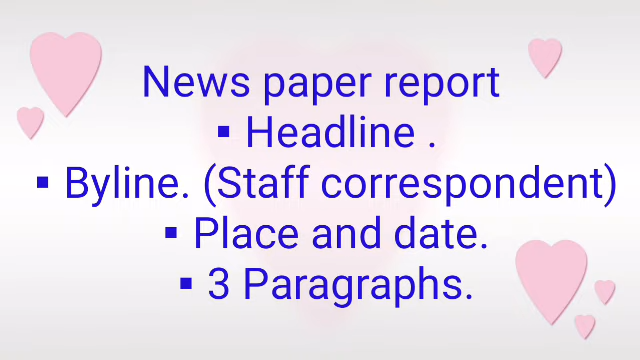 News paper report
▪ Headline .
▪ Byline. (Staff correspondent)
▪ Place and date.
▪ 3 Paragraphs.